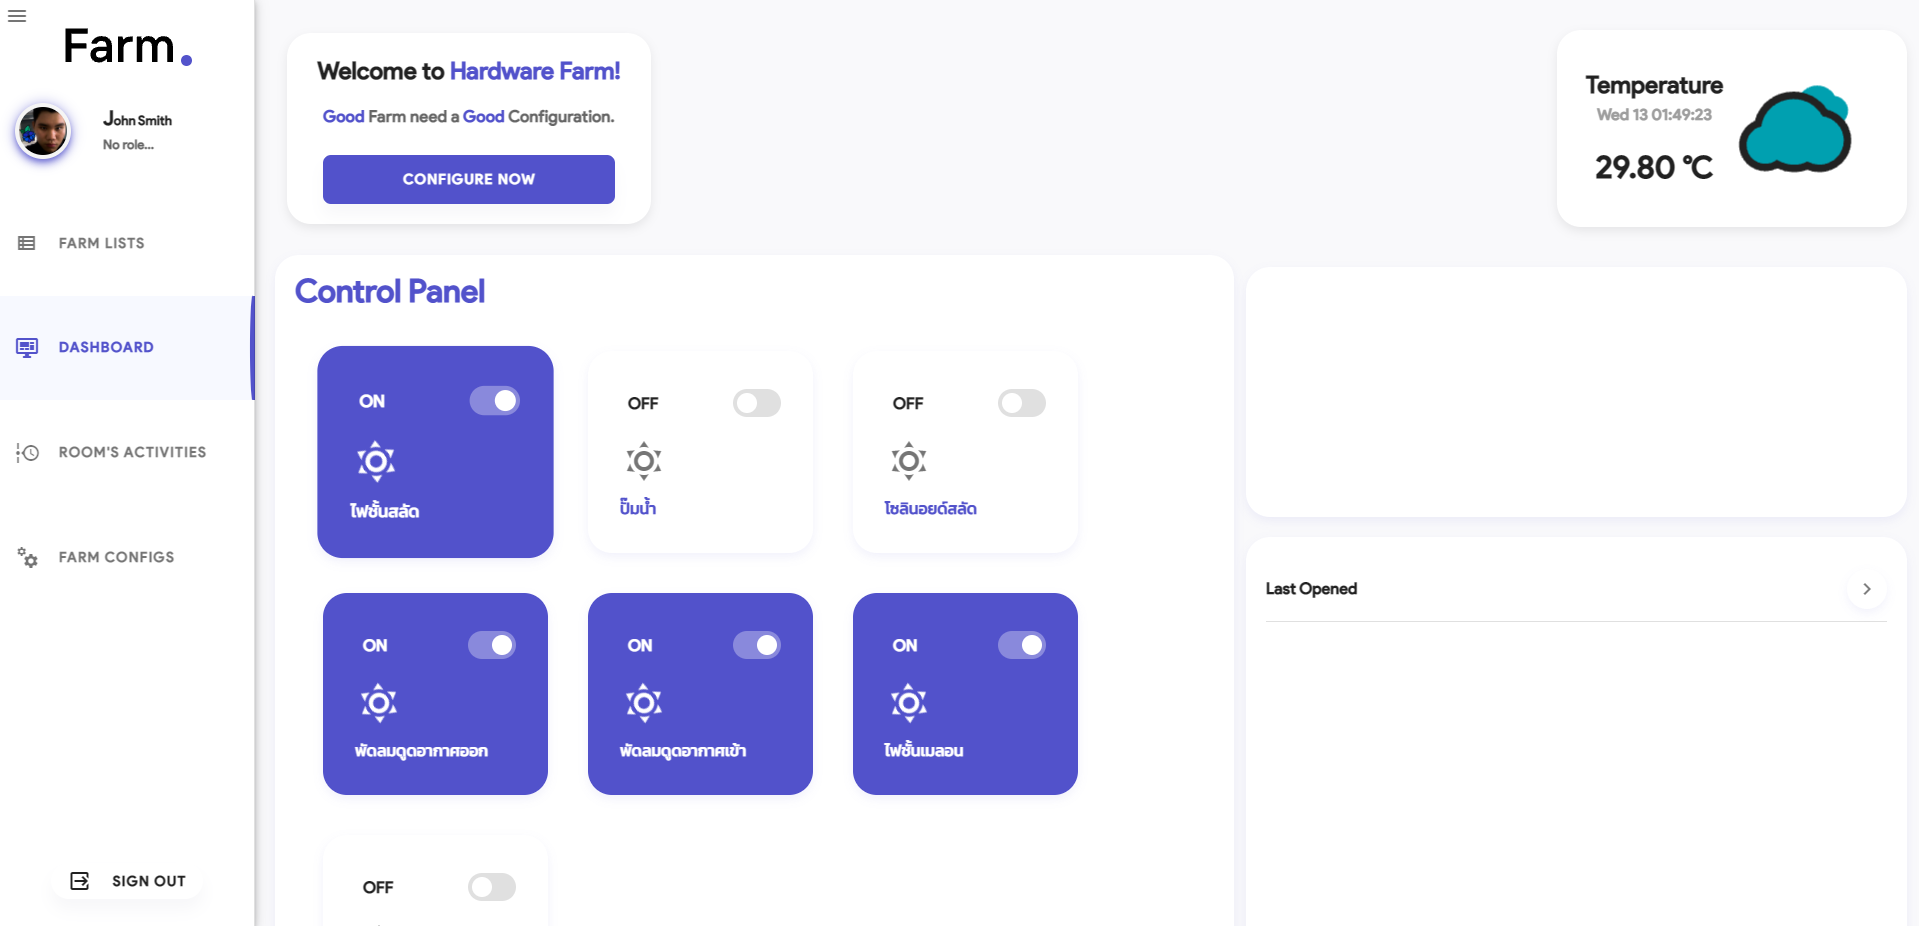 Farm.
John Smith
No role...
FARM LISTS
DASHBOARD
ROOM'S ACTIVITIES
FARM CONFIGS
SIGN OUT
Welcome to Hardware Farm!
Good Farm need a Good Configuration.
CONFIGURE NOW
Temperature
Wed 13 01:49:23
29.80 °C
Control Panel
ON
ไฟชั้นสลัด
OFF
ปั๊มน้ำ
OFF
โซลินอยด์สลัด
ON
พัดลมดูดอากาศออก
ON
พัดลมดูดอากาศเข้า
ON
ไฟชั้นเมลอน
OFF
Last Opened